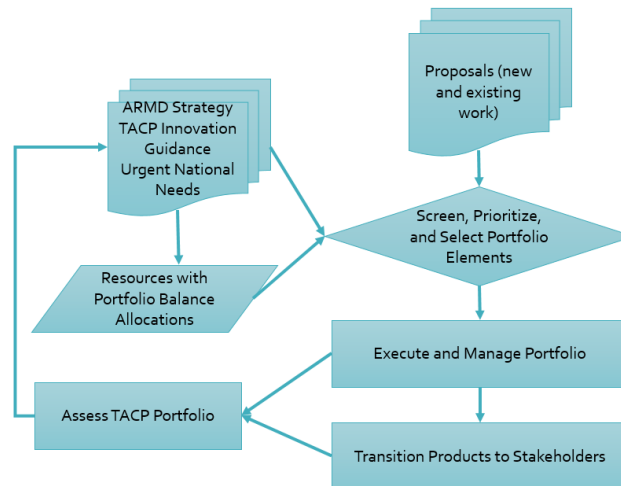 Proposals (new
and existing
work)
ARMD Strategy
TACP Innovation
Guidance
Urgent National
Needs
Screen, Prioritize,
and Select Portfolio
Elements
Resources with
Portfolio Balance
Allocations
Execute and Manage Portfolio
Assess TACP Portfolio
Transition Products to Stakeholders